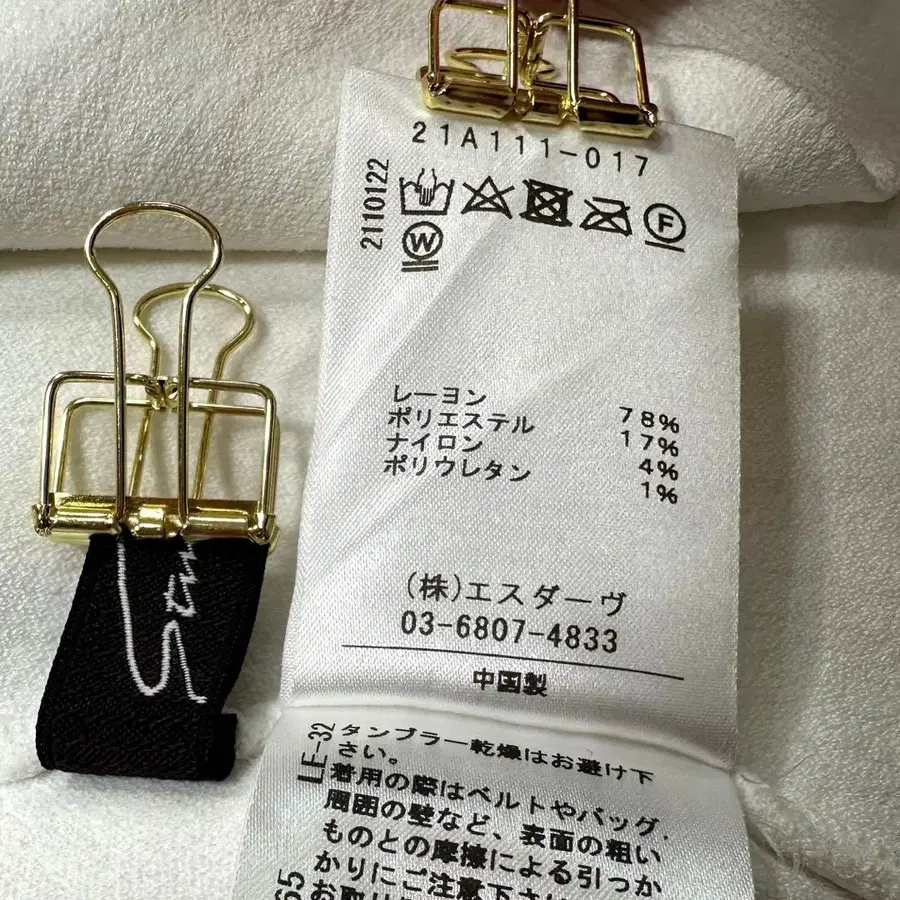 21A111-017
2110122
F
W
レーヨン 78%
ポリエステル 17%
ナイロン 4%
ポリウレタン 1%
(株)エスダーヴ
03-6807-4833
中国製
LF-32
タンブラー乾燥はお避け下
さい。
着用の際はベルトやバッグ,
周囲の壁など、表面の粗い
ものとの摩擦による引っか
かりにご注意下さい
65
お取り